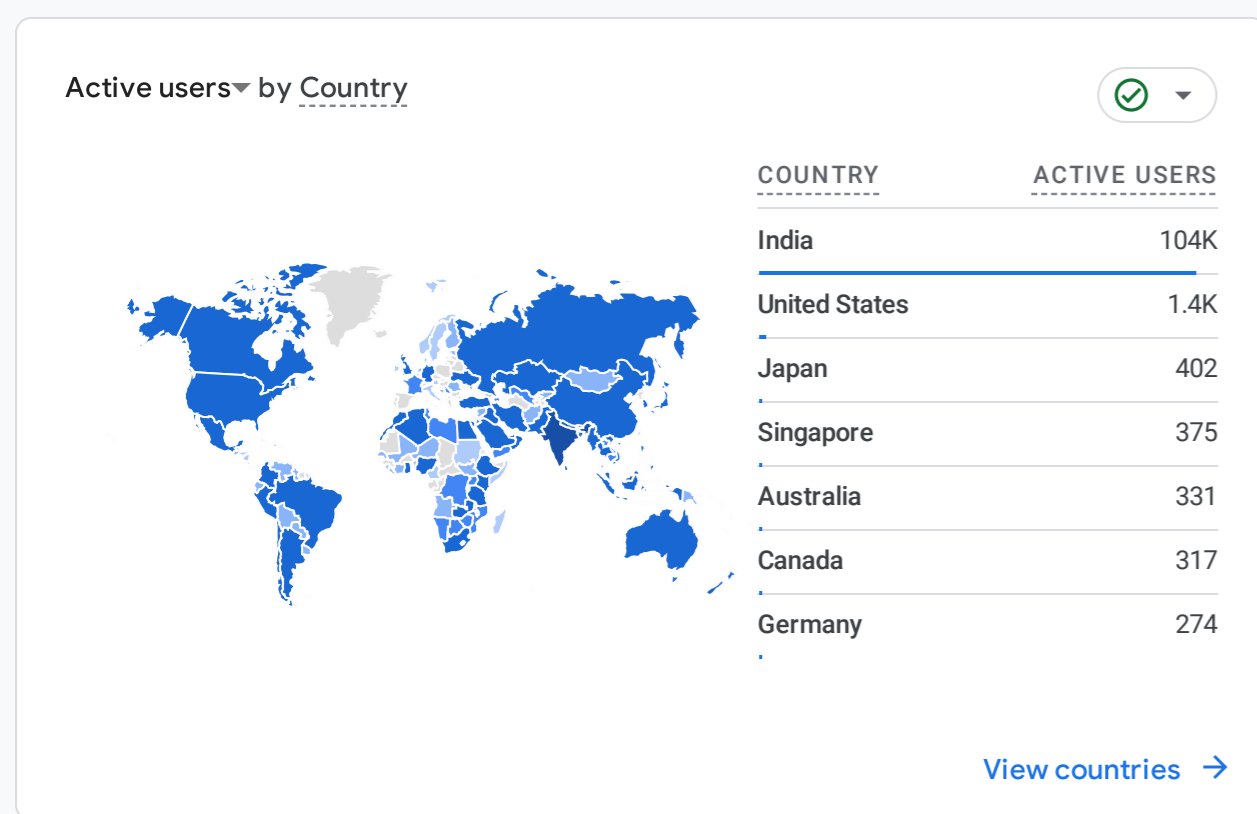 Active users by Country
COUNTRY ACTIVE USERS
India 104K
United States 1.4K
Japan 402
Singapore 375
Australia 331
Canada 317
Germany 274
View countries